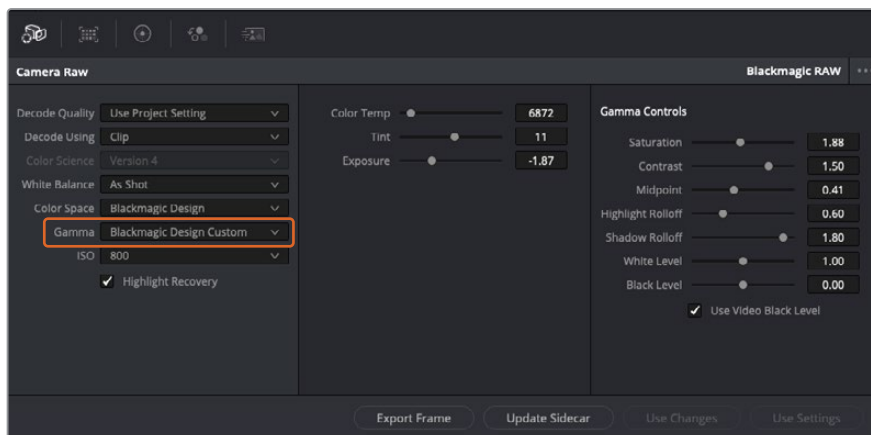 Camera Raw
Blackmagic RAW
Decode Quality Use Project Setting
Decode Using Clip
Color Science Version 4
White Balance As Shot
Color Space Blackmagic Design
Gamma Blackmagic Design Custom
ISO 800
Highlight Recovery
Color Temp 6872
Tint 11
Exposure -1.87
Gamma Controls
Saturation 1.88
Contrast 1.50
Midpoint 0.41
Highlight Rolloff 0.60
Shadow Rolloff 1.80
White Level 1.00
Black Level 0.00
Use Video Black Level
Export Frame
Update Sidecar
Use Changes
Use Settings